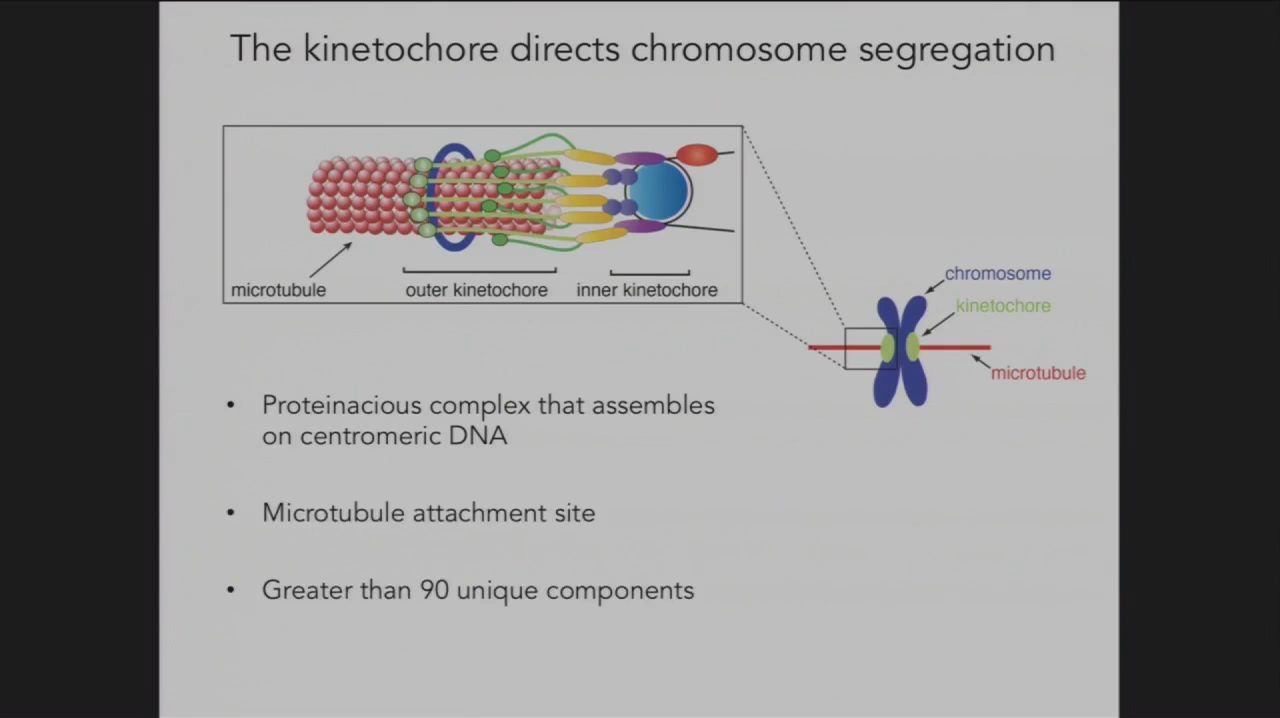 The kinetochore directs chromosome segregation
microtubule
outer kinetochore
inner kinetochore
chromosome
kinetochore
microtubule
• Proteinacious complex that assembles
on centromeric DNA
• Microtubule attachment site
• Greater than 90 unique components